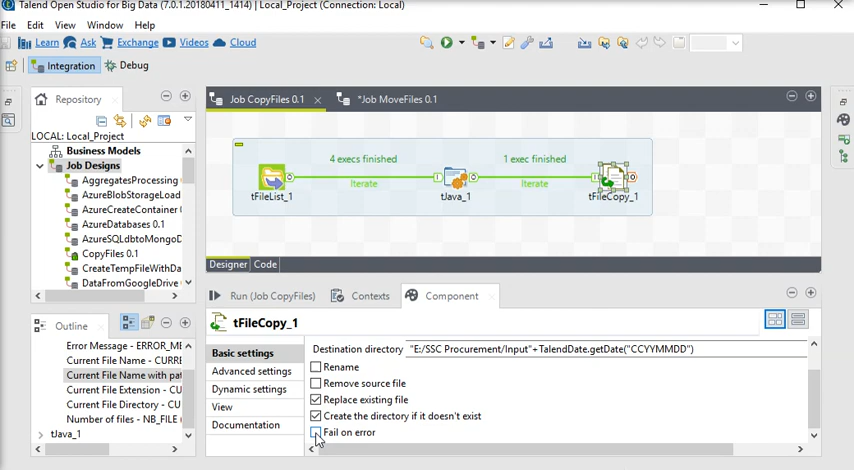 Talend Open Studio for Big Data (7.0.1.20180411_1414) | Local_Project (Connection: Local)
File Edit View Window Help
Learn Ask Exchange Videos Cloud
Integration Debug
Repository
LOCAL: Local_Project
Business Models
Job Designs
AggregatesProcessing
AzureBlobStorageLoad
AzureCreateContainer
AzureDatabases 0.1
AzureSQLdbtoMongoD
CopyFiles 0.1
CreateTempFileWithDa
DataFromGoogleDrive
Job CopyFiles 0.1
*Job MoveFiles 0.1
4 execs finished
1 exec finished
Iterate
Iterate
tFileList_1
tJava_1
tFileCopy_1
Designer Code
Outline
Error Message - ERROR_ME
Current File Name - CURRE
Current File Name with pat
Current File Extension - CU
Current File Directory - CU
Number of files - NB_FILE (
tJava_1
Run (Job CopyFiles)
Contexts
Component
tFileCopy_1
Basic settings
Advanced settings
Dynamic settings
View
Documentation
Destination directory "E:/SSC Procurement/Input"+TalendDate.getDate("CCYYMMDD")
Rename
Remove source file
Replace existing file
Create the directory if it doesn't exist
Fail on error